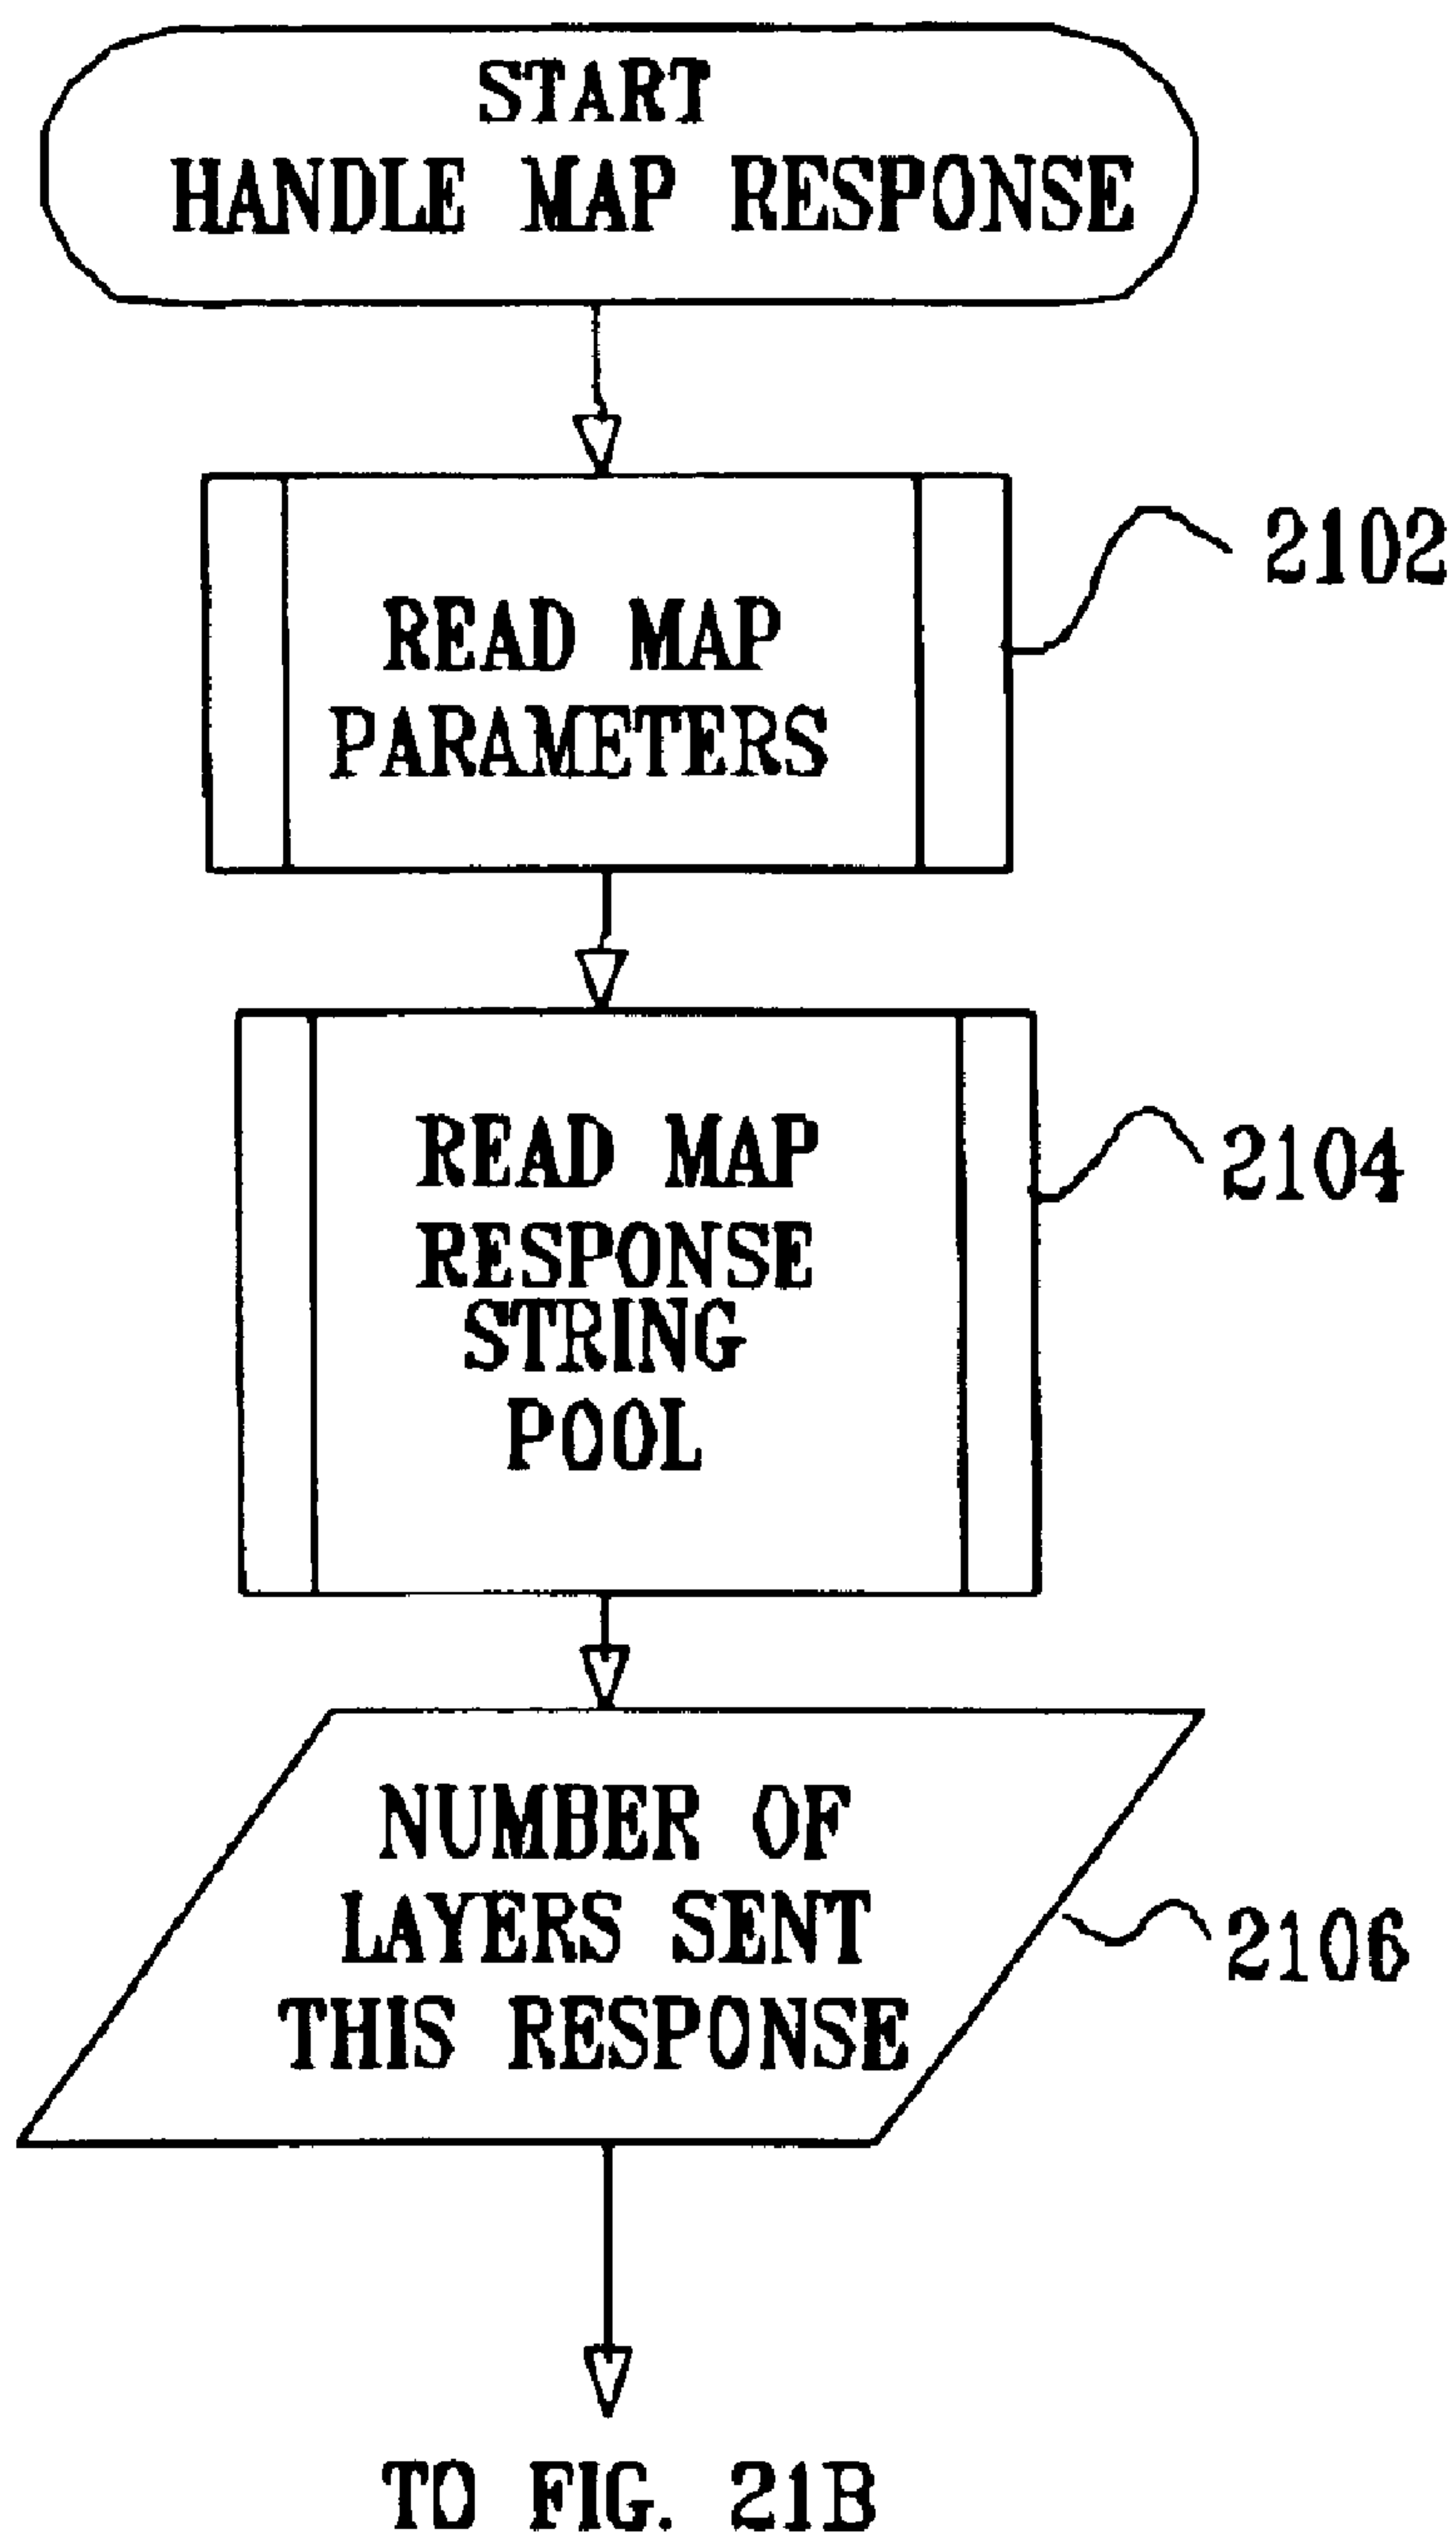 START
HANDLE MAP RESPONSE
2102
READ MAP
PARAMETERS
2104
READ MAP
RESPONSE
STRING
POOL
NUMBER OF
LAYERS SENT
THIS RESPONSE
2106
TO FIG. 21B